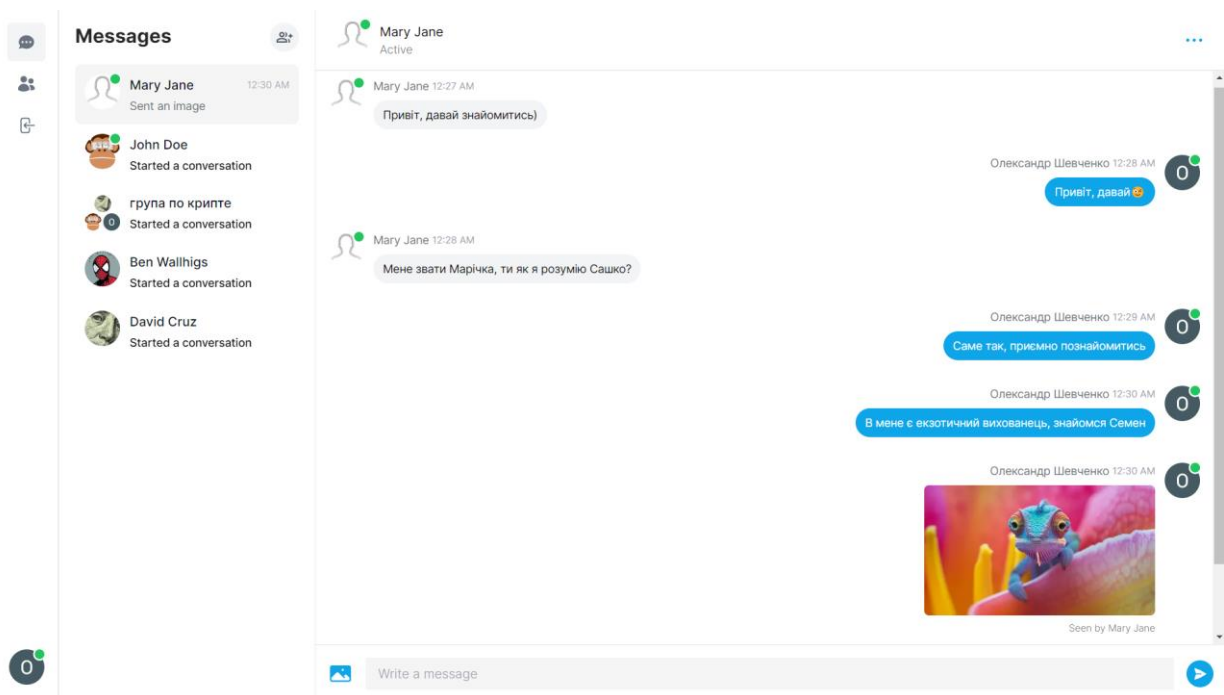 Messages
Mary Jane 12:30 AM
Sent an image
John Doe
Started a conversation
група по крипте
Started a conversation
Ben Wallhigs
Started a conversation
David Cruz
Started a conversation
O
O
Mary Jane
Active
Mary Jane 12:27 AM
Привіт, давай знайомитись)
Олександр Шевченко 12:28 AM
O
Привіт, давай😅
Mary Jane 12:28 AM
Мене звати Марічка, ти як я розумію Сашко?
Олександр Шевченко 12:29 AM
O
Саме так, приємно познайомитись
Олександр Шевченко 12:30 AM
O
В мене є екзотичний вихованець, знайомся Семен
Олександр Шевченко 12:30 AM
O
Seen by Mary Jane
Write a message